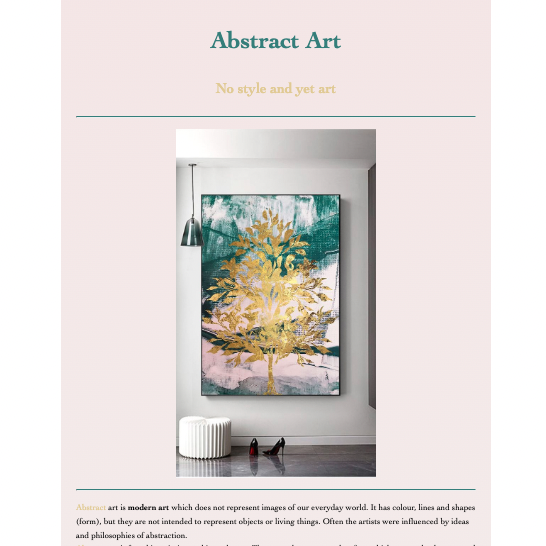 Abstract Art
No style and yet art
Abstract art is modern art which does not represent images of our everyday world. It has colour, lines and shapes
(form), but they are not intended to represent objects or living things. Often the artists were influenced by ideas
and philosophies of abstraction.